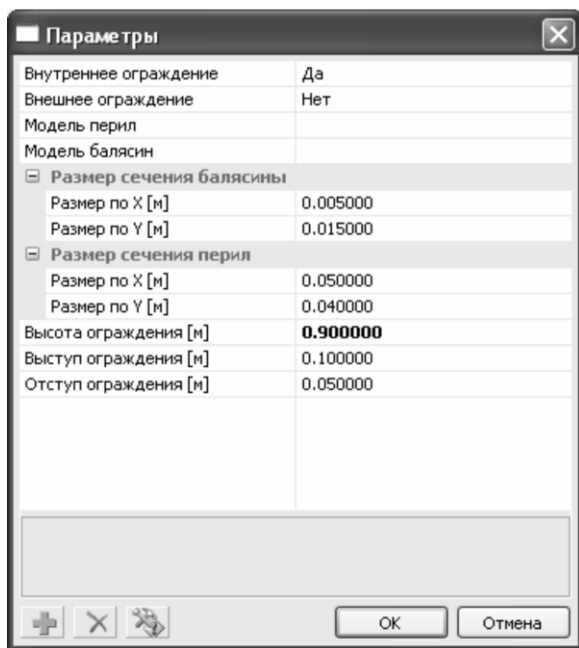 Параметры
Внутреннее ограждение Да
Внешнее ограждение Нет
Модель перил
Модель балясин
Размер сечения балясины
Размер по X [м] 0.005000
Размер по Y [м] 0.015000
Размер сечения перил
Размер по X [м] 0.050000
Размер по Y [м] 0.040000
Высота ограждения [м] 0.900000
Выступ ограждения [м] 0.100000
Отступ ограждения [м] 0.050000
ОК Отмена